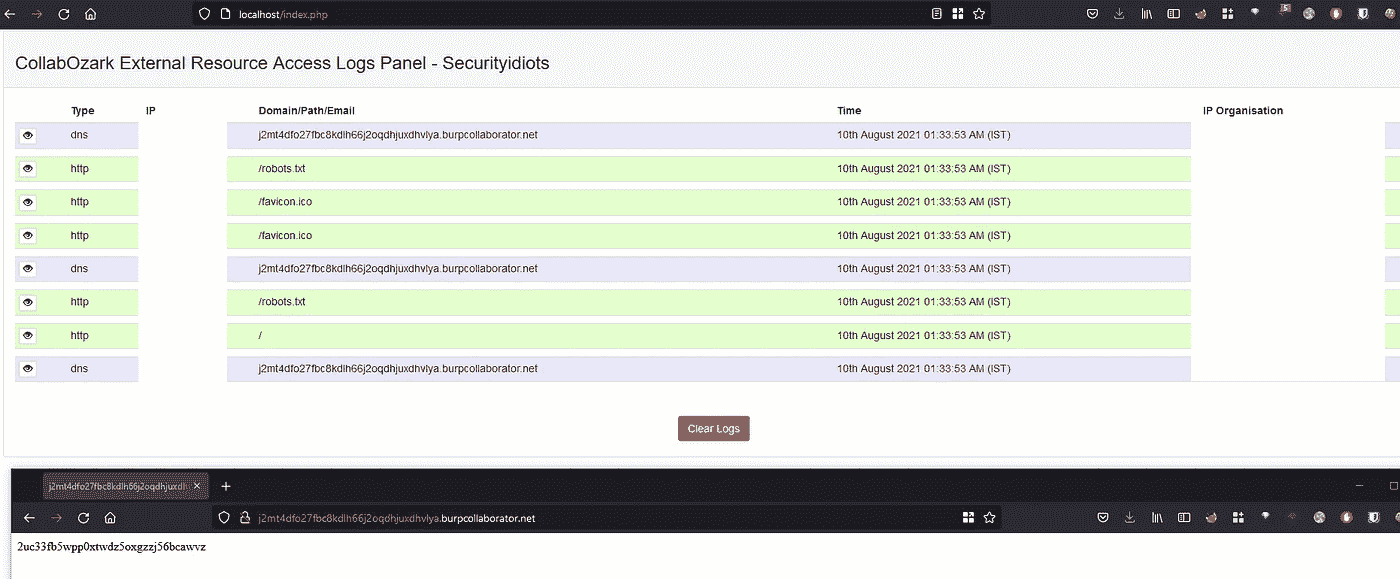 localhost/index.php
5
CollabOzark External Resource Access Logs Panel - Securityidiots
Type IP Domain/Path/Email Time IP Organisation
dns j2mt4dfo27fbc8kdlh66j2oqdhjuxdhvlya.burpcollaborator.net 10th August 2021 01:33:53 AM (IST)
http /robots.txt 10th August 2021 01:33:53 AM (IST)
http /favicon.ico 10th August 2021 01:33:53 AM (IST)
http /favicon.ico 10th August 2021 01:33:53 AM (IST)
dns j2mt4dfo27fbc8kdlh66j2oqdhjuxdhvlya.burpcollaborator.net 10th August 2021 01:33:53 AM (IST)
http /robots.txt 10th August 2021 01:33:53 AM (IST)
http / 10th August 2021 01:33:53 AM (IST)
dns j2mt4dfo27fbc8kdlh66j2oqdhjuxdhvlya.burpcollaborator.net 10th August 2021 01:33:53 AM (IST)
Clear Logs
j2mt4dfo27fbc8kdlh66j2oqdhjuxdh
j2mt4dfo27fbc8kdlh66j2oqdhjuxdhvlya.burpcollaborator.net
2uc33fb5wpp0xtwdz5oxgzzj56bcawvz